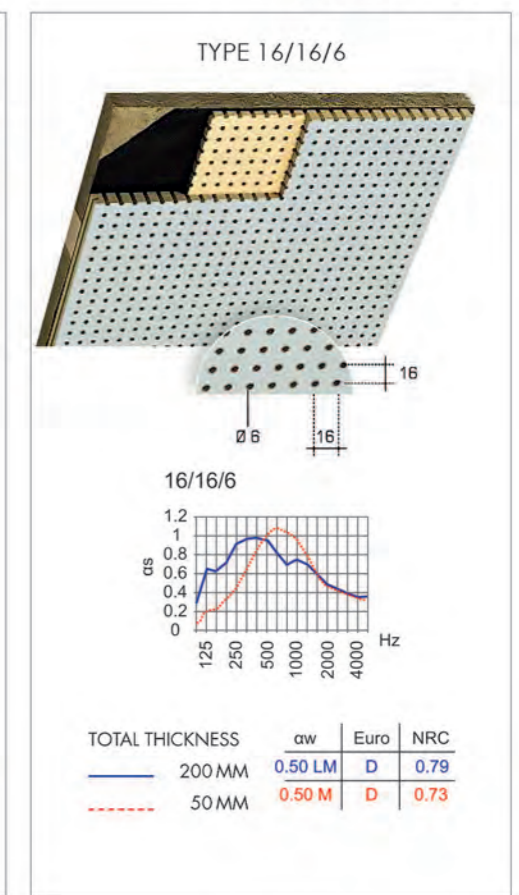 TYPE 16/16/6
16
Ø 6
16
16/16/6
1.2
1
0.8
0.6
0.4
0.2
0
αs
125
250
500
1000
2000
4000
Hz
TOTAL THICKNESS
αw Euro NRC
200 MM 0.50 LM D 0.79
50 MM 0.50 M D 0.73